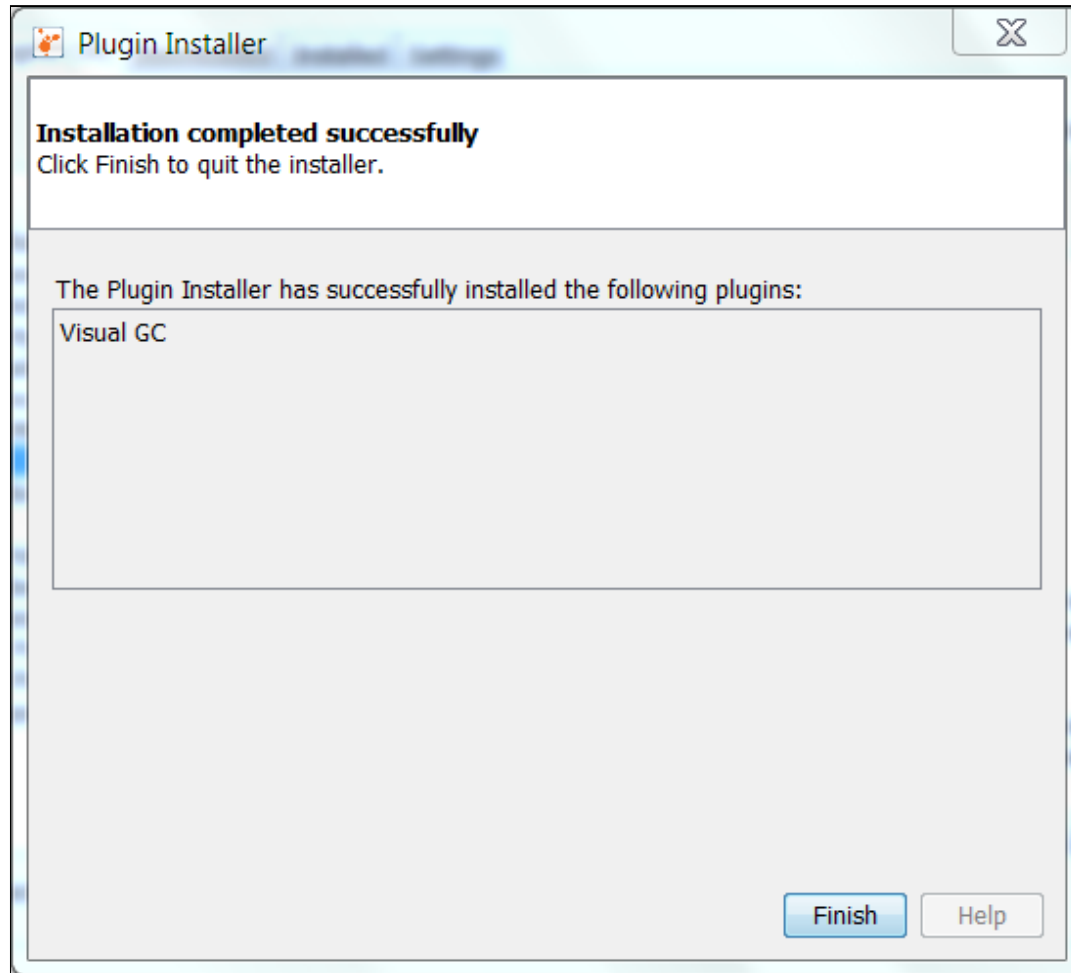 Plugin Installer
Installation completed successfully
Click Finish to quit the installer.
The Plugin Installer has successfully installed the following plugins:
Visual GC
Finish
Help